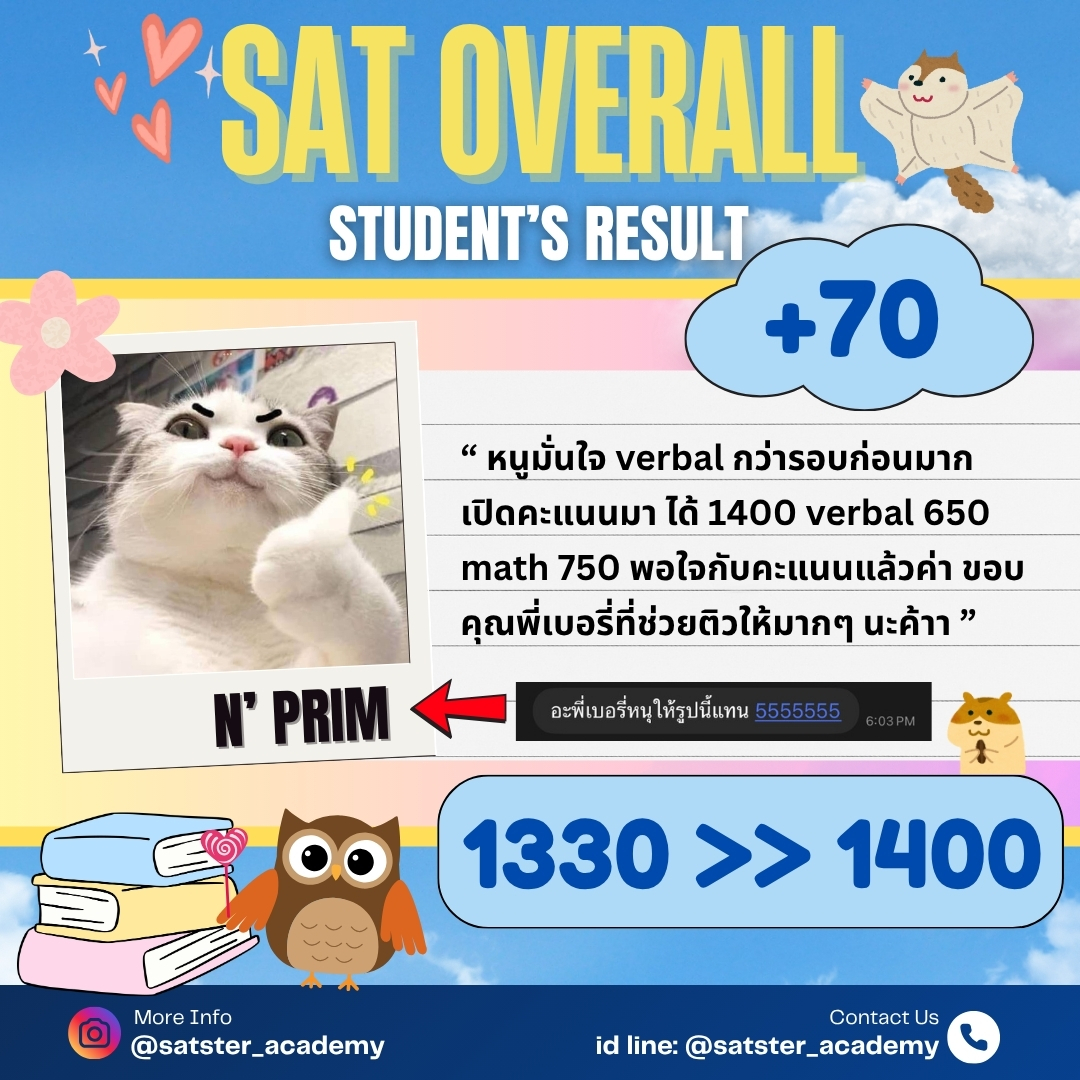 SAT OVERALL
STUDENT'S RESULT
+70
“ หนูมั่นใจ verbal กว่ารอบก่อนมาก
เปิดคะแนนมา ได้ 1400 verbal 650
math 750 พอใจกับคะแนนแล้วค่า ขอบ
คุณพี่เบอรี่ที่ช่วยติวให้มากๆ นะค้าา ”
N' PRIM
อะพี่เบอรี่หนุให้รูปนี้แทน 5555555
6:03 PM
1330 >> 1400
More Info
@satster_academy
Contact Us
id line: @satster_academy